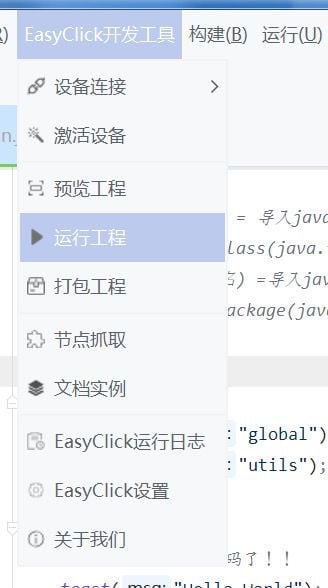 R) EasyClick开发工具 构建(B) 运行(U)
设备连接
n.j
激活设备
预览工程
= 导入java
运行工程
lass(java.
名) =导入jav
打包工程
ackage(java
节点抓取
文档实例
EasyClick运行日志
:"global")
:"utils");
EasyClick设置
关于我们
码了！！
toast( msg:"Hello World");